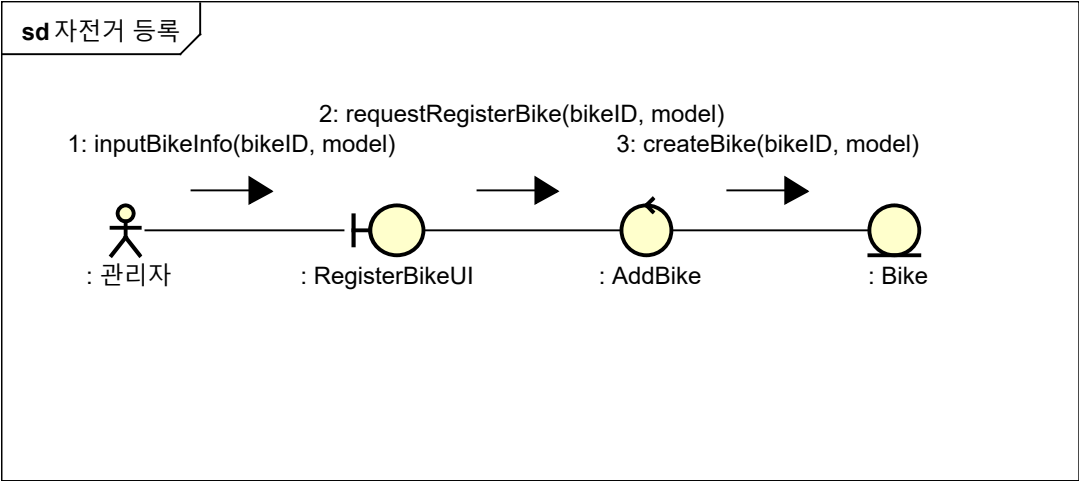 sd 자전거 등록
2: requestRegisterBike(bikeID, model)
1: inputBikeInfo(bikeID, model)
3: createBike(bikeID, model)
: 관리자
: RegisterBikeUI
: AddBike
: Bike